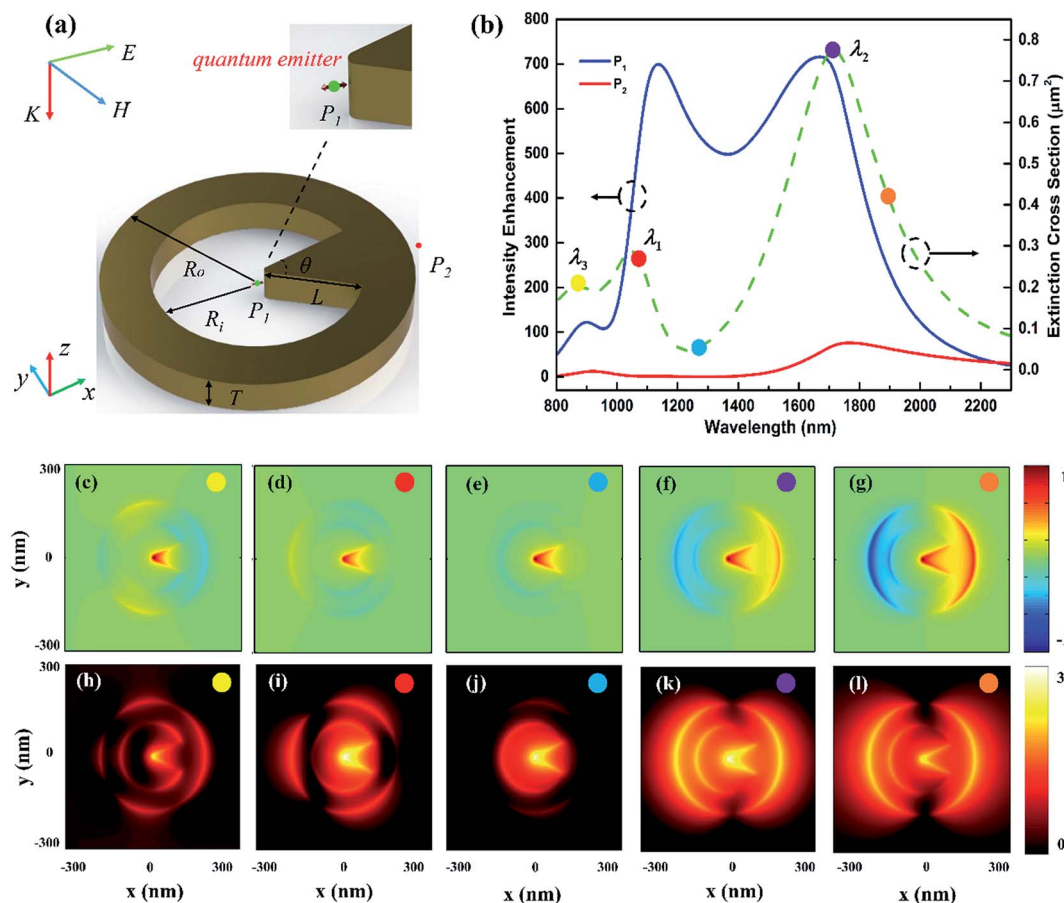 (a)
E
H
K
quantum emitter
P1
Ro
Ri
P1
θ
L
P2
T
z
y
x
(b)
P1
P2
λ2
λ1
λ3
Intensity Enhancement
700
600
500
400
300
200
100
0
Extinction Cross Section (μm²)
0.8
0.7
0.6
0.5
0.4
0.3
0.2
0.1
0.0
800 1000 1200 1400 1600 1800 2000 2200
Wavelength (nm)
(c) (d) (e) (f) (g)
300
0
-300
y (nm)
1
(h) (i) (j) (k) (l)
300
0
-300
y (nm)
3
0
-300 0 300 -300 0 300 -300 0 300 -300 0 300 -300 0 300
x (nm) x (nm) x (nm) x (nm) x (nm)